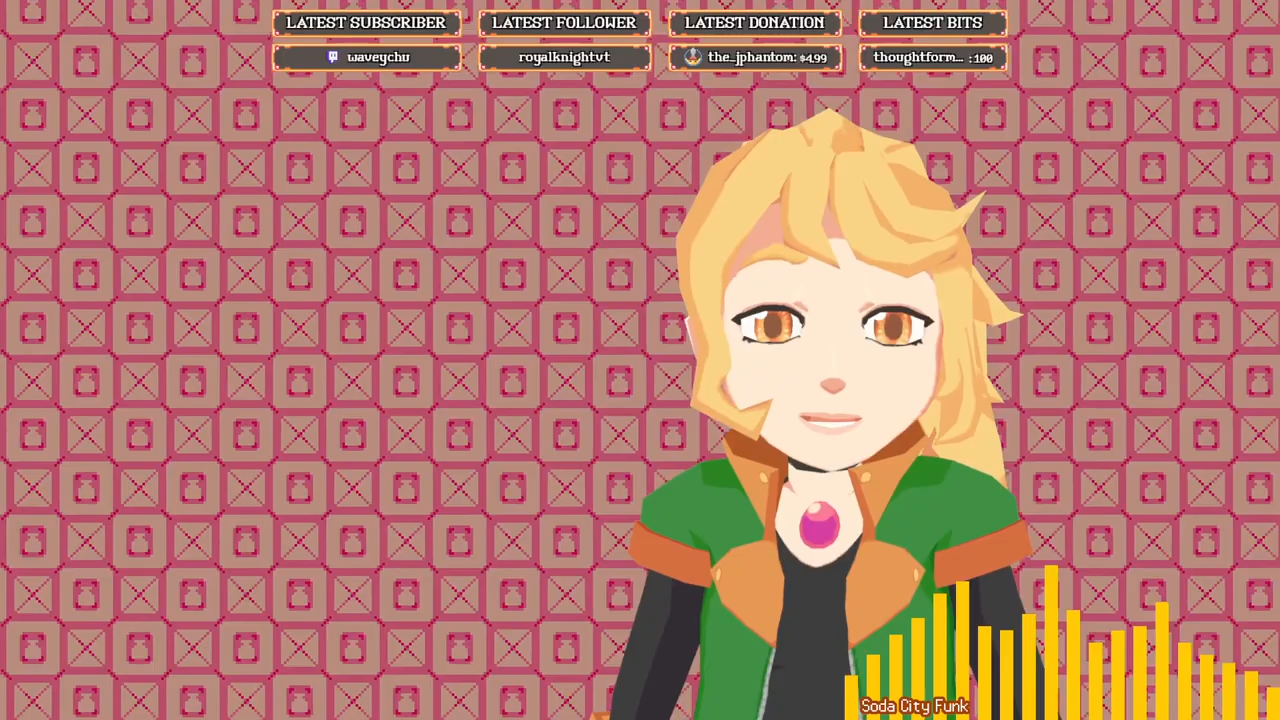 LATEST SUBSCRIBER
LATEST FOLLOWER
LATEST DONATION
LATEST BITS
waveychu
royalknightvt
the_jphantom: $4.99
thoughtform... :100
Soda City Funk